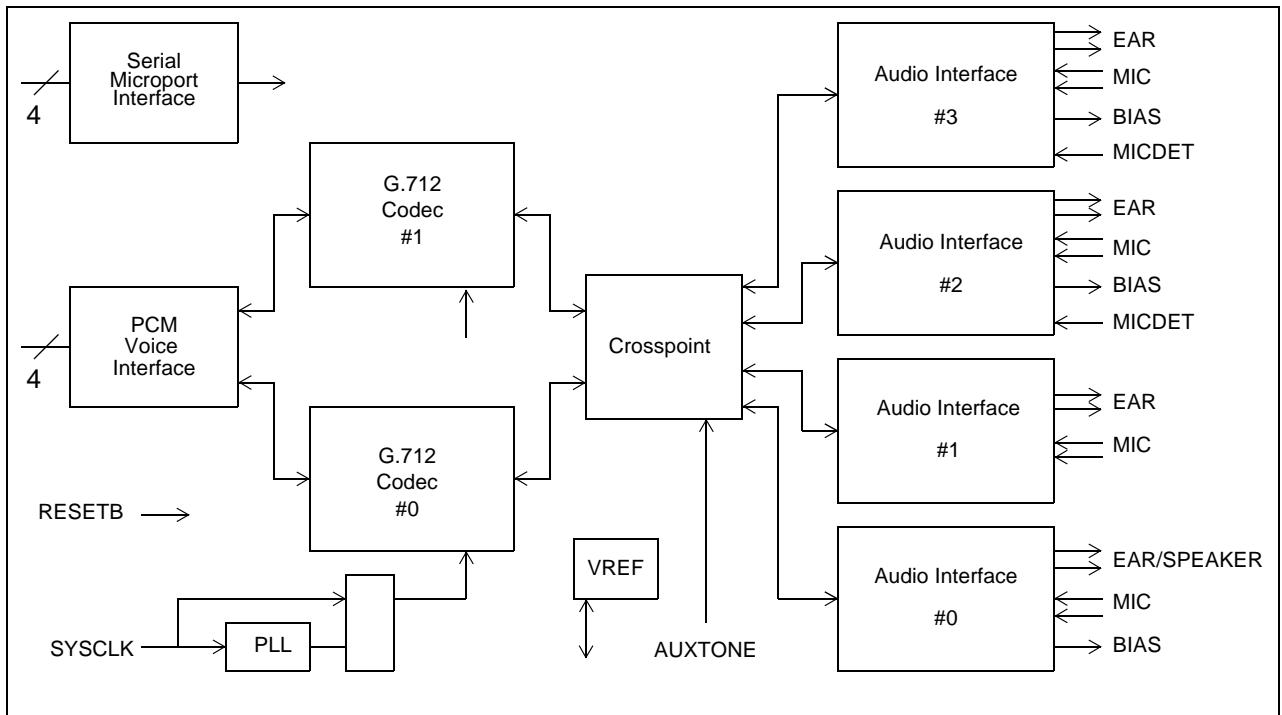 Serial
Microport
Interface
4
G.712
Codec
#1
PCM
Voice
Interface
4
G.712
Codec
#0
RESETB
SYSCLK
PLL
VREF
Crosspoint
AUXTONE
Audio Interface
#3
EAR
MIC
BIAS
MICDET
Audio Interface
#2
EAR
MIC
BIAS
MICDET
Audio Interface
#1
EAR
MIC
Audio Interface
#0
EAR/SPEAKER
MIC
BIAS